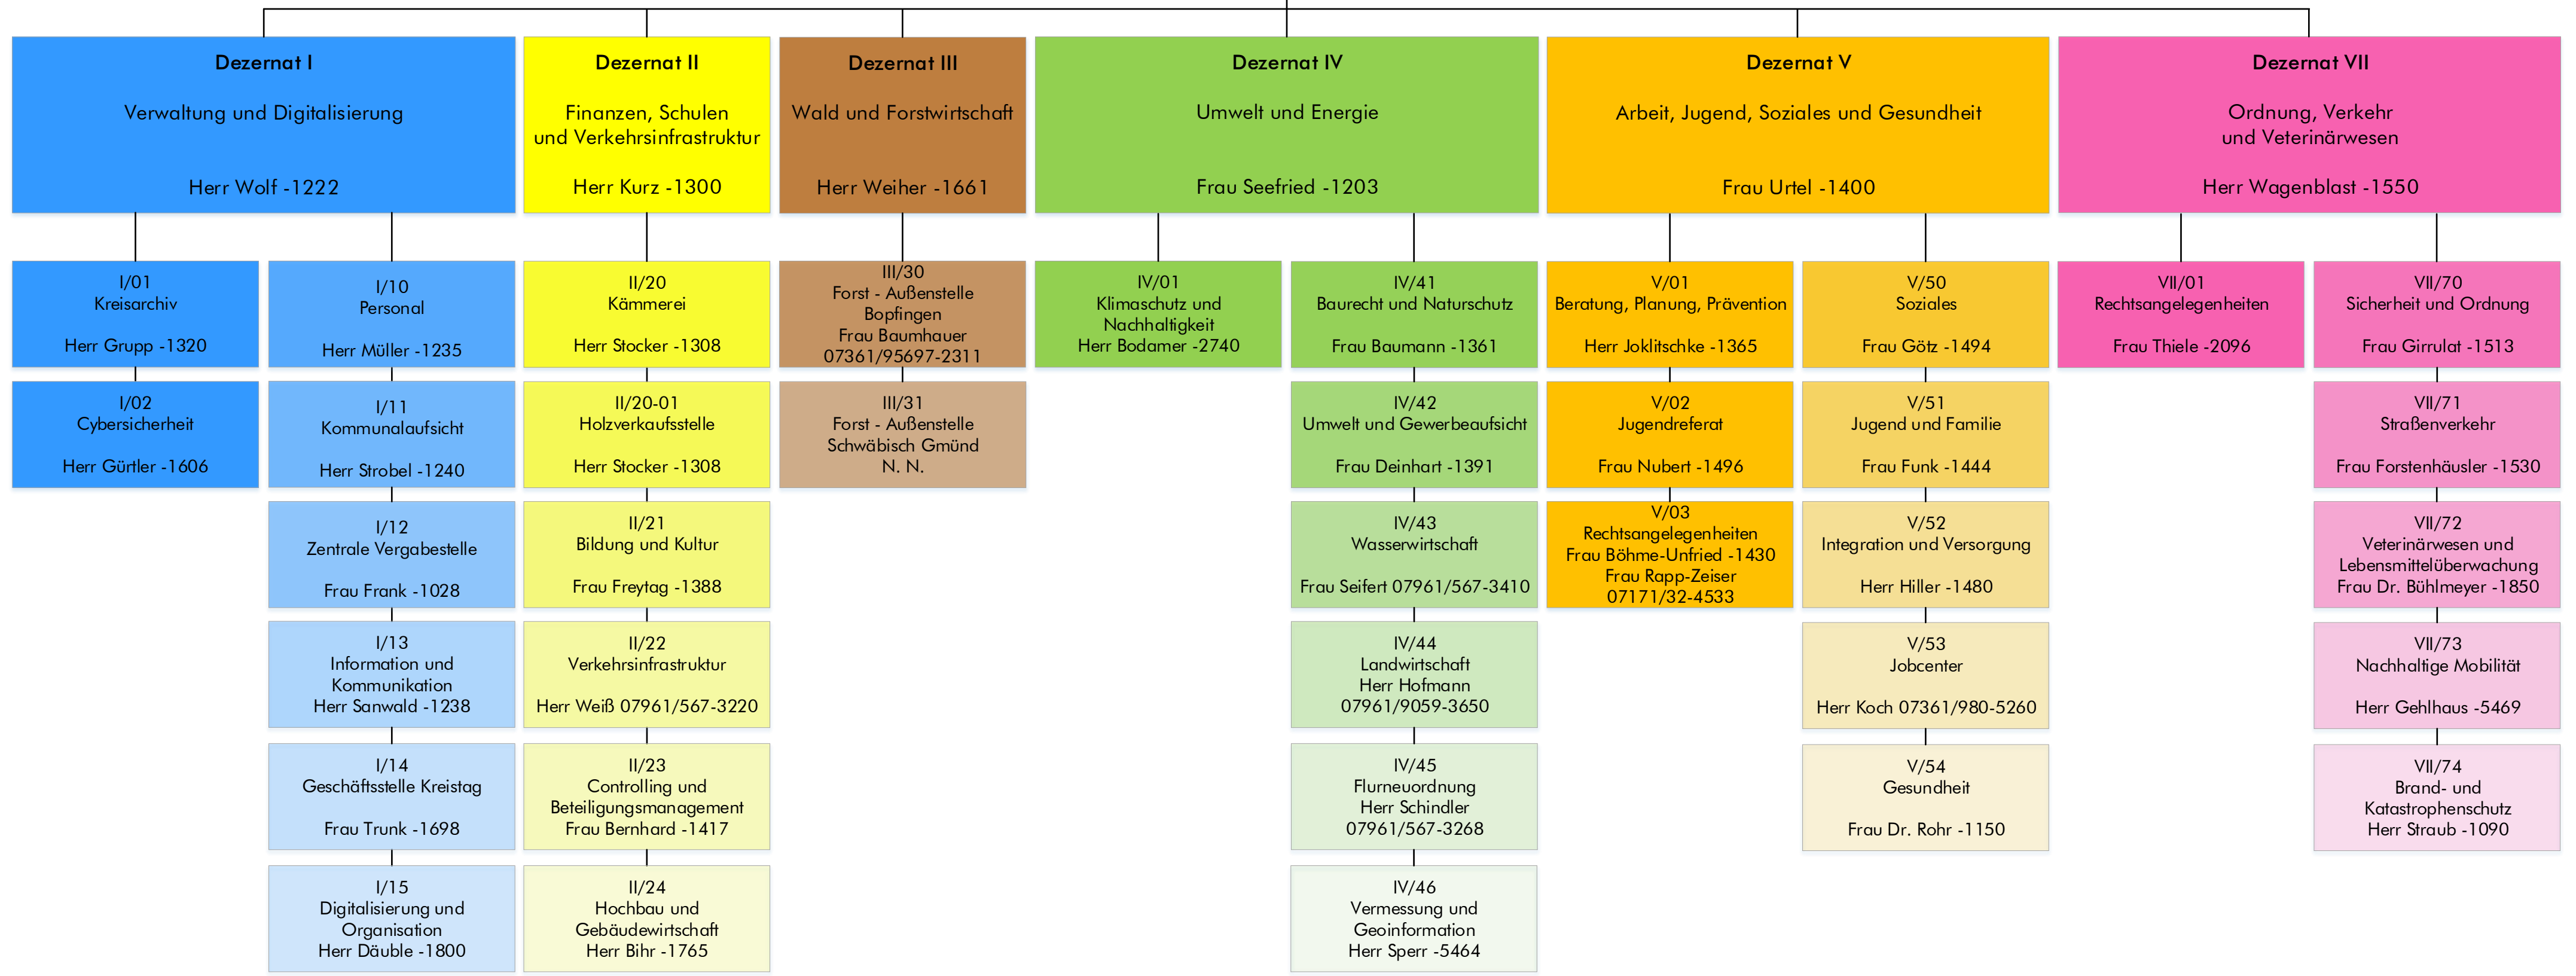 Dezernat I
Verwaltung und Digitalisierung
Herr Wolf -1222
Dezernat II
Finanzen, Schulen
und Verkehrsinfrastruktur
Herr Kurz -1300
Dezernat III
Wald und Forstwirtschaft
Herr Weiher -1661
Dezernat IV
Umwelt und Energie
Frau Seefried -1203
Dezernat V
Arbeit, Jugend, Soziales und Gesundheit
Frau Urtel -1400
Dezernat VII
Ordnung, Verkehr
und Veterinärwesen
Herr Wagenblast -1550
I/01
Kreisarchiv
Herr Grupp -1320
I/02
Cybersicherheit
Herr Gürtler -1606
I/10
Personal
Herr Müller -1235
I/11
Kommunalaufsicht
Herr Strobel -1240
I/12
Zentrale Vergabestelle
Frau Frank -1028
I/13
Information und
Kommunikation
Herr Sanwald -1238
I/14
Geschäftsstelle Kreistag
Frau Trunk -1698
I/15
Digitalisierung und
Organisation
Herr Däuble -1800
II/20
Kämmerei
Herr Stocker -1308
II/20-01
Holzverkaufsstelle
Herr Stocker -1308
II/21
Bildung und Kultur
Frau Freytag -1388
II/22
Verkehrsinfrastruktur
Herr Weiß 07961/567-3220
II/23
Controlling und
Beteiligungsmanagement
Frau Bernhard -1417
II/24
Hochbau und
Gebäudewirtschaft
Herr Bihr -1765
III/30
Forst - Außenstelle
Bopfingen
Frau Baumhauer
07361/95697-2311
III/31
Forst - Außenstelle
Schwäbisch Gmünd
N. N.
IV/01
Klimaschutz und
Nachhaltigkeit
Herr Bodamer -2740
IV/41
Baurecht und Naturschutz
Frau Baumann -1361
IV/42
Umwelt und Gewerbeaufsicht
Frau Deinhart -1391
IV/43
Wasserwirtschaft
Frau Seifert 07961/567-3410
IV/44
Landwirtschaft
Herr Hofmann
07961/9059-3650
IV/45
Flurneuordnung
Herr Schindler
07961/567-3268
IV/46
Vermessung und
Geoinformation
Herr Sperr -5464
V/01
Beratung, Planung, Prävention
Herr Joklitschke -1365
V/02
Jugendreferat
Frau Nubert -1496
V/03
Rechtsangelegenheiten
Frau Böhme-Unfried -1430
Frau Rapp-Zeiser
07171/32-4533
V/50
Soziales
Frau Götz -1494
V/51
Jugend und Familie
Frau Funk -1444
V/52
Integration und Versorgung
Herr Hiller -1480
V/53
Jobcenter
Herr Koch 07361/980-5260
V/54
Gesundheit
Frau Dr. Rohr -1150
VII/01
Rechtsangelegenheiten
Frau Thiele -2096
VII/70
Sicherheit und Ordnung
Frau Girrulat -1513
VII/71
Straßenverkehr
Frau Forstenhäusler -1530
VII/72
Veterinärwesen und
Lebensmittelüberwachung
Frau Dr. Bühlmeyer -1850
VII/73
Nachhaltige Mobilität
Herr Gehlhaus -5469
VII/74
Brand- und
Katastrophenschutz
Herr Straub -1090